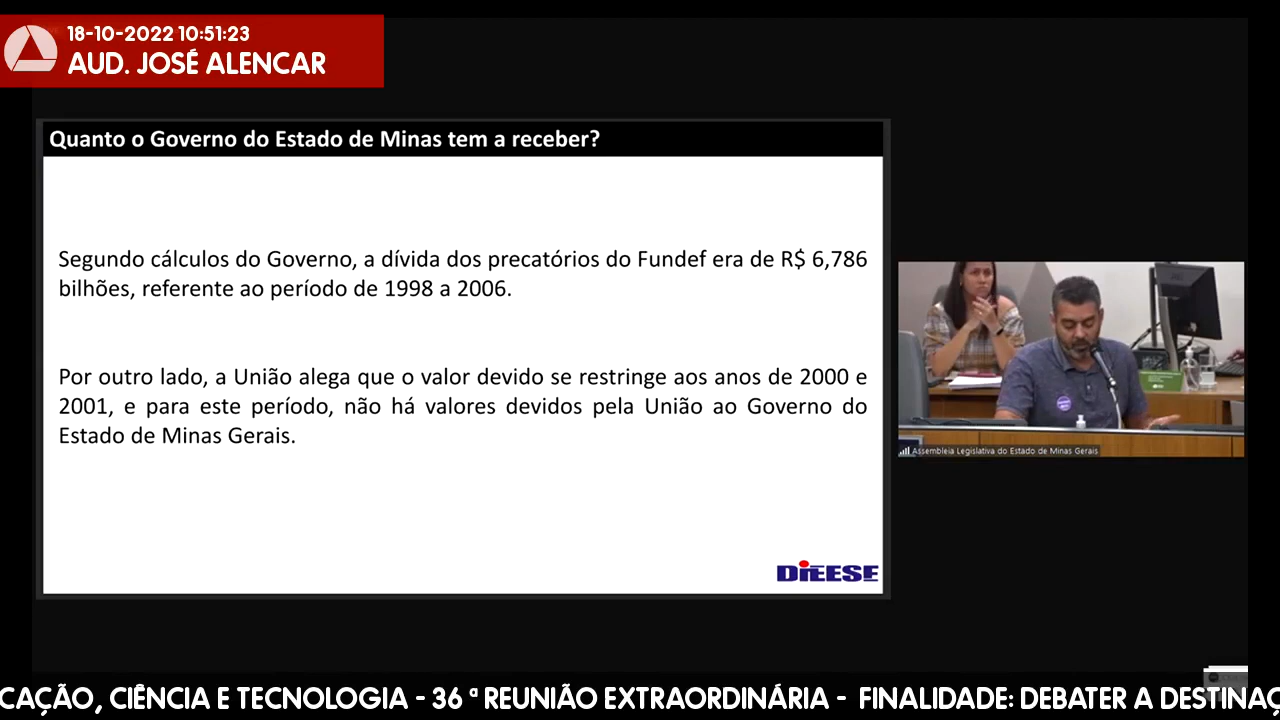 18-10-2022 10:51:23
AUD. JOSÉ ALENCAR
Quanto o Governo do Estado de Minas tem a receber?
Segundo cálculos do Governo, a dívida dos precatórios do Fundef era de R$ 6,786
bilhões, referente ao período de 1998 a 2006.
Por outro lado, a União alega que o valor devido se restringe aos anos de 2000 e
2001, e para este período, não há valores devidos pela União ao Governo do
Estado de Minas Gerais.
DIEESE
Assembleia Legislativa do Estado de Minas Gerais
CAÇÃO, CIÊNCIA E TECNOLOGIA - 36 ª REUNIÃO EXTRAORDINÁRIA - FINALIDADE: DEBATER A DESTINAÇ